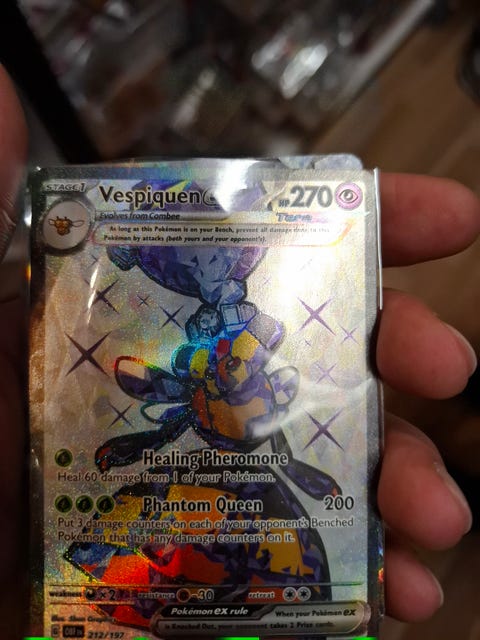 STAGE 1
Vespiquen
HP 270
Evolves from Combee
Tera
As long as this Pokémon is on your Bench, prevent all damage done to this
Pokémon by attacks (both yours and your opponent's).
Healing Pheromone
Heal 60 damage from 1 of your Pokémon.
Phantom Queen 200
Put 3 damage counters on each of your opponent's Benched
Pokémon that has any damage counters on it.
weakness ×2 resistance -30 retreat
Pokémon ex rule
When your Pokémon ex
is Knocked Out, your opponent takes 2 Prize cards.
Illus.
212/197